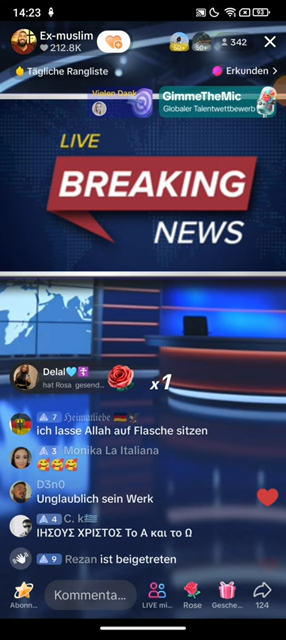 14:23
93
Ex-muslim
212.8K
50+
50+
342
Tägliche Rangliste
Erkunden >
Vielen Dank
GimmeTheMic
Globaler Talentwettbewerb
LIVE
BREAKING
NEWS
Delal
hat Rosa gesend...
x1
7 Heimatliebe
ich lasse Allah auf Flasche sitzen
3 Monika La Italiana
D3n0
Unglaublich sein Werk
4 C. k
ΙΗΣΟΥΣ ΧΡΙΣΤΟΣ Το Α και το Ω
9 Rezan ist beigetreten
Abonn...
Kommenta...
LIVE mi...
Rose
Gesche...
124